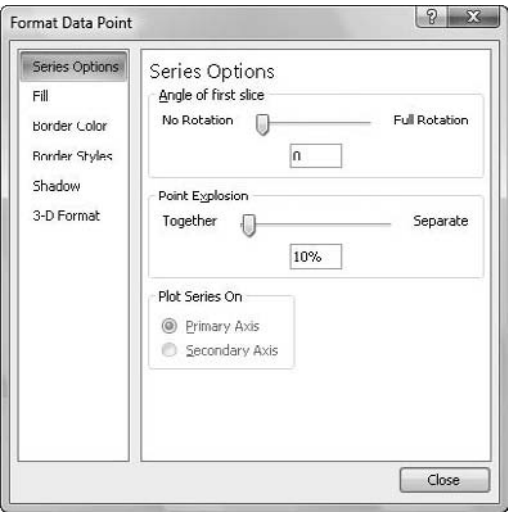 Format Data Point
?
X
Series Options
Fill
Border Color
Border Styles
Shadow
3-D Format
Series Options
Angle of first slice
No Rotation
Full Rotation
0
Point Explosion
Together
Separate
10%
Plot Series On
Primary Axis
Secondary Axis
Close